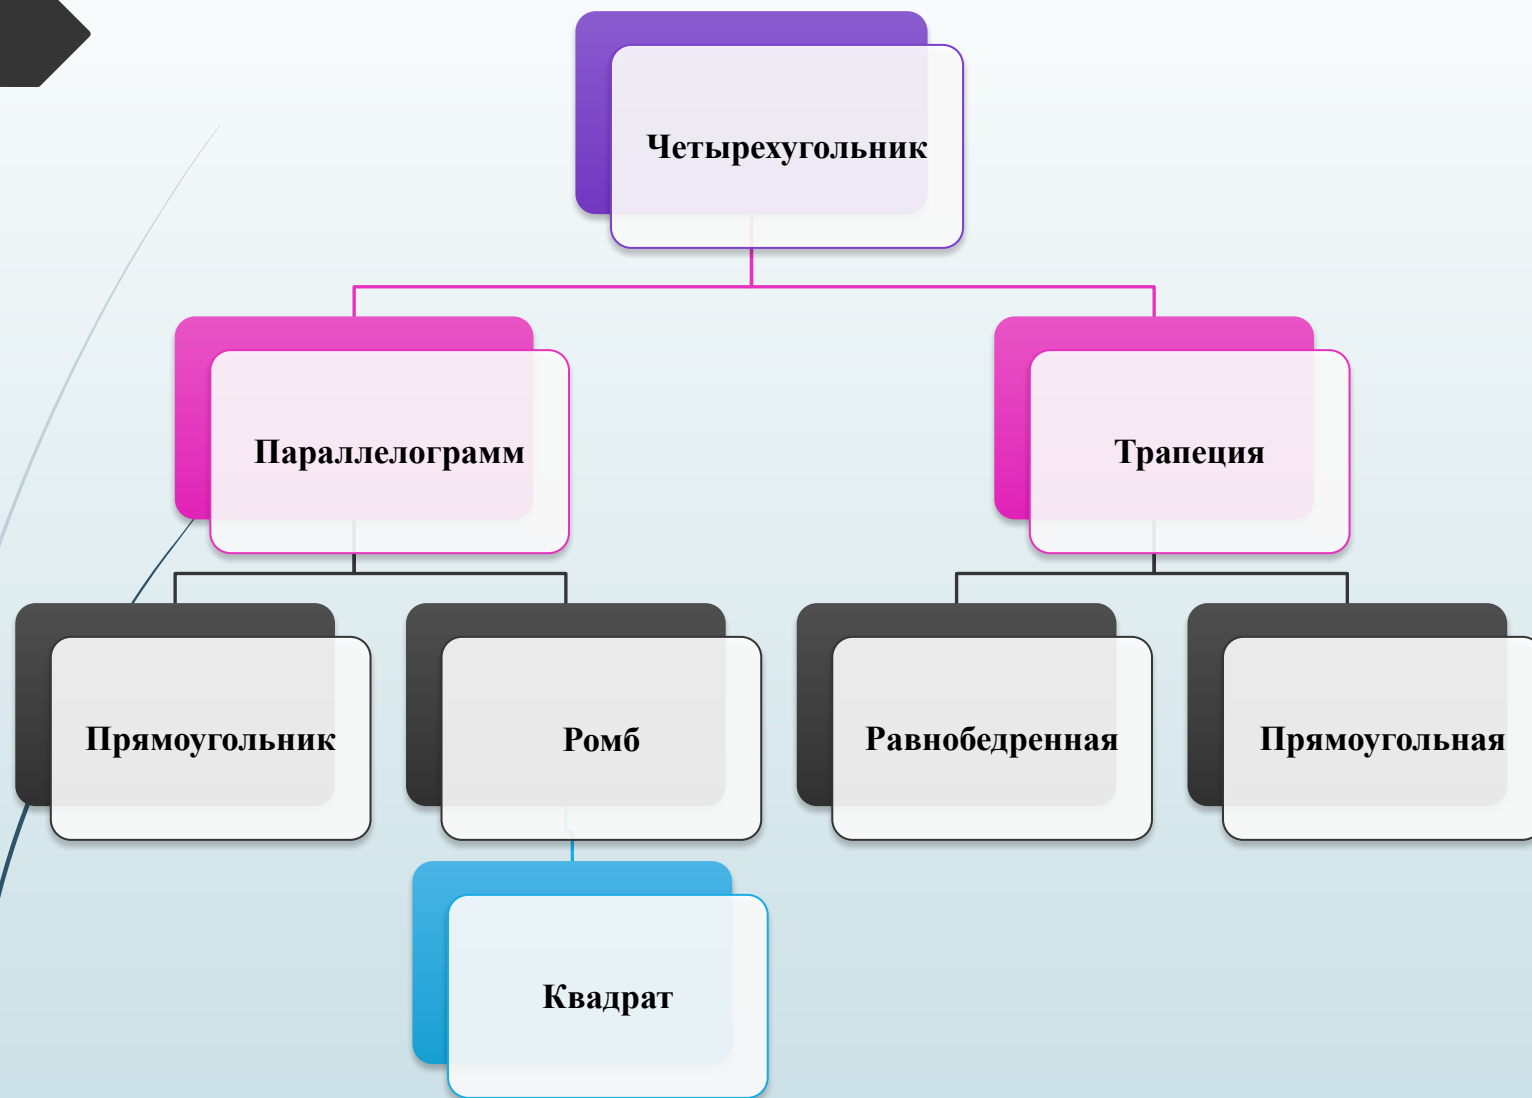 Четырехугольник
Параллелограмм
Трапеция
Прямоугольник
Ромб
Равнобедренная
Прямоугольная
Квадрат